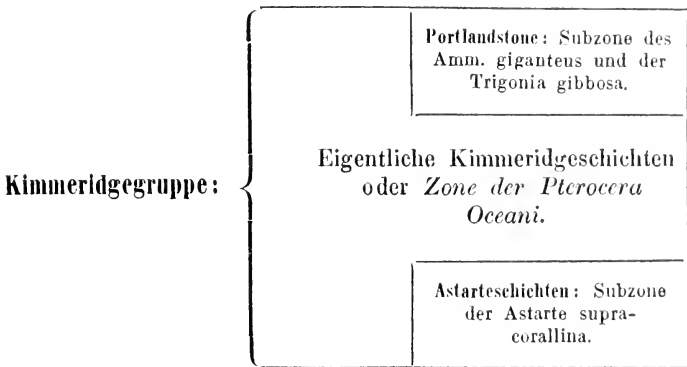 Portlandstone: Subzone des
Amm. giganteus und der
Trigonia gibbosa.
Kimmeridgegruppe:
Eigentliche Kimmeridgeschichten
oder Zone der Pterocera
Oceani.
Astarteschichten: Subzone
der Astarte supra-
corallina.